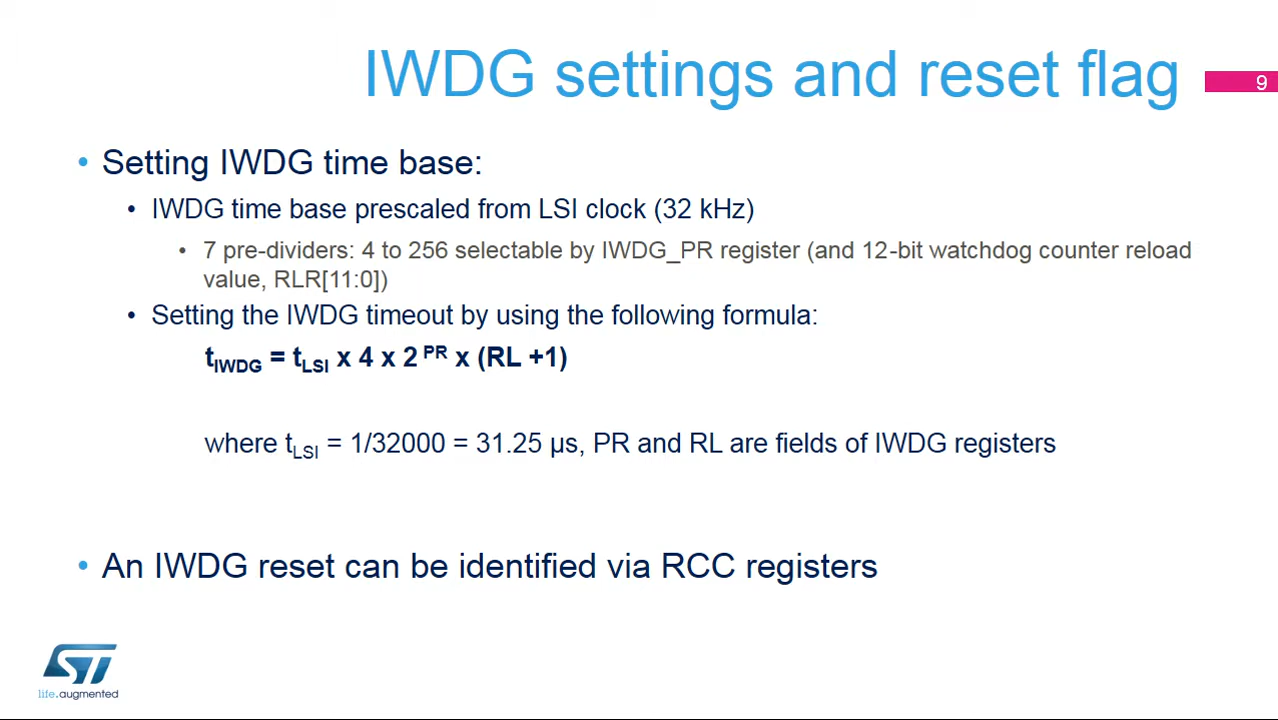 IWDG settings and reset flag
9
• Setting IWDG time base:
• IWDG time base prescaled from LSI clock (32 kHz)
• 7 pre-dividers: 4 to 256 selectable by IWDG_PR register (and 12-bit watchdog counter reload
value, RLR[11:0])
• Setting the IWDG timeout by using the following formula:
tIWDG = tLSI x 4 x 2 PR x (RL +1)
where tLSI = 1/32000 = 31.25 µs, PR and RL are fields of IWDG registers
• An IWDG reset can be identified via RCC registers
ST
life.augmented